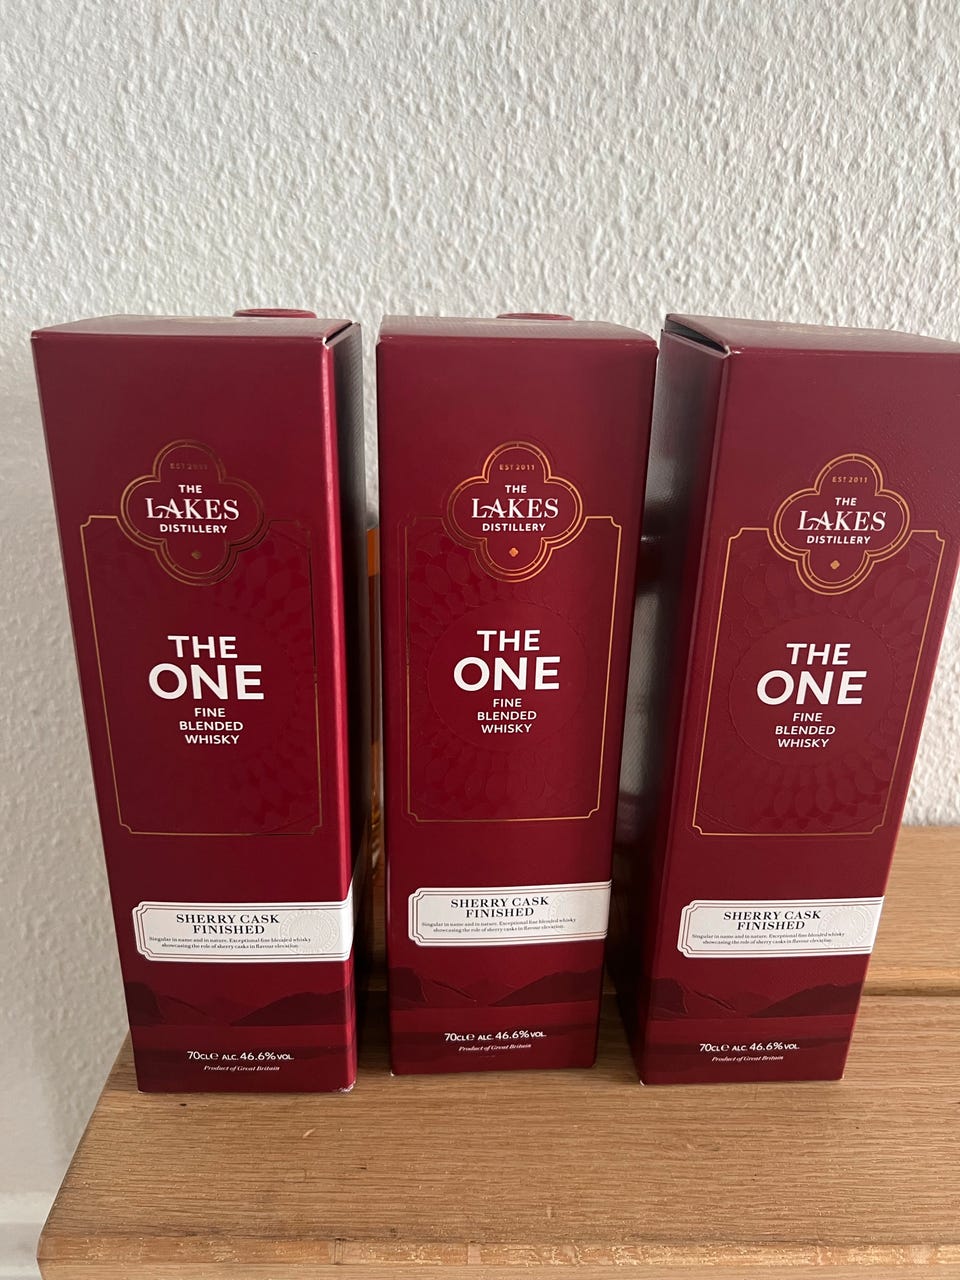 EST 2011
THE
LAKES
DISTILLERY
THE
ONE
FINE
BLENDED
WHISKY
SHERRY CASK
FINISHED
Singular in name and in nature. Exceptional fine blended whisky
showcasing the role of sherry casks in flavour elevation.
70CL℮ ALC. 46.6% VOL.
Product of Great Britain
EST 2011
THE
LAKES
DISTILLERY
THE
ONE
FINE
BLENDED
WHISKY
SHERRY CASK
FINISHED
Singular in name and in nature. Exceptional fine blended whisky
showcasing the role of sherry casks in flavour elevation.
70CL℮ ALC. 46.6% VOL.
Product of Great Britain
EST 2011
THE
LAKES
DISTILLERY
THE
ONE
FINE
BLENDED
WHISKY
SHERRY CASK
FINISHED
Singular in name and in nature. Exceptional fine blended whisky
showcasing the role of sherry casks in flavour elevation.
70CL℮ ALC. 46.6% VOL.
Product of Great Britain